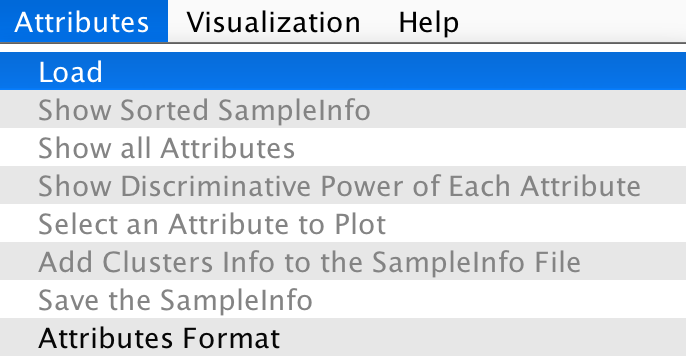 Attributes Visualization Help
Load
Show Sorted SampleInfo
Show all Attributes
Show Discriminative Power of Each Attribute
Select an Attribute to Plot
Add Clusters Info to the SampleInfo File
Save the SampleInfo
Attributes Format